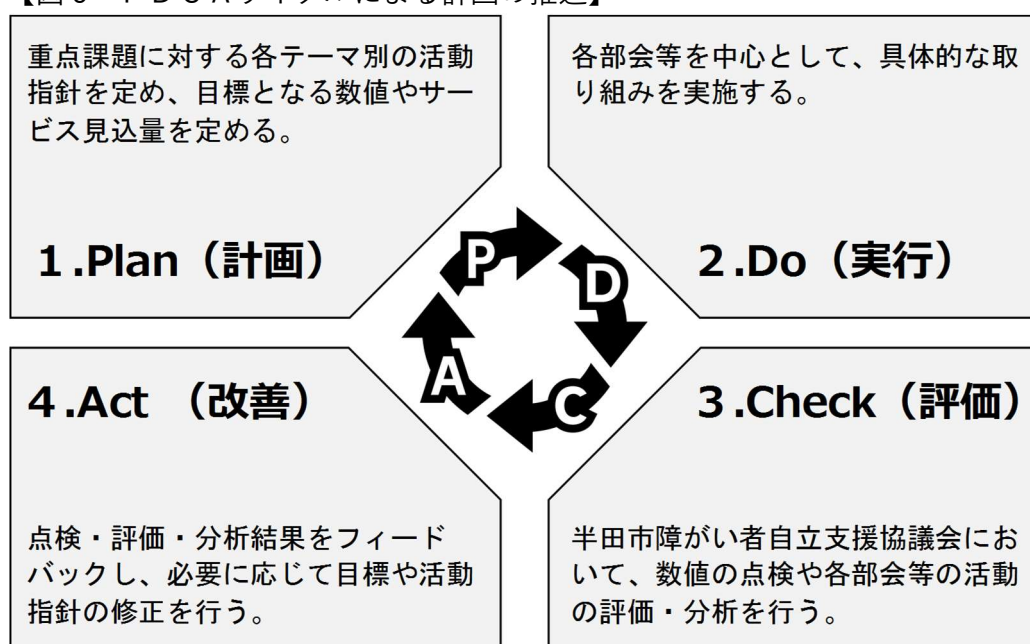 重点課題に対する各テーマ別の活動
指針を定め、目標となる数値やサー
ビス見込量を定める。
1.Plan（計画）
各部会等を中心として、具体的な取
り組みを実施する。
2.Do（実行）
P
D
C
A
4.Act （改善）
点検・評価・分析結果をフィード
バックし、必要に応じて目標や活動
指針の修正を行う。
3.Check（評価）
半田市障がい者自立支援協議会にお
いて、数値の点検や各部会等の活動
の評価・分析を行う。